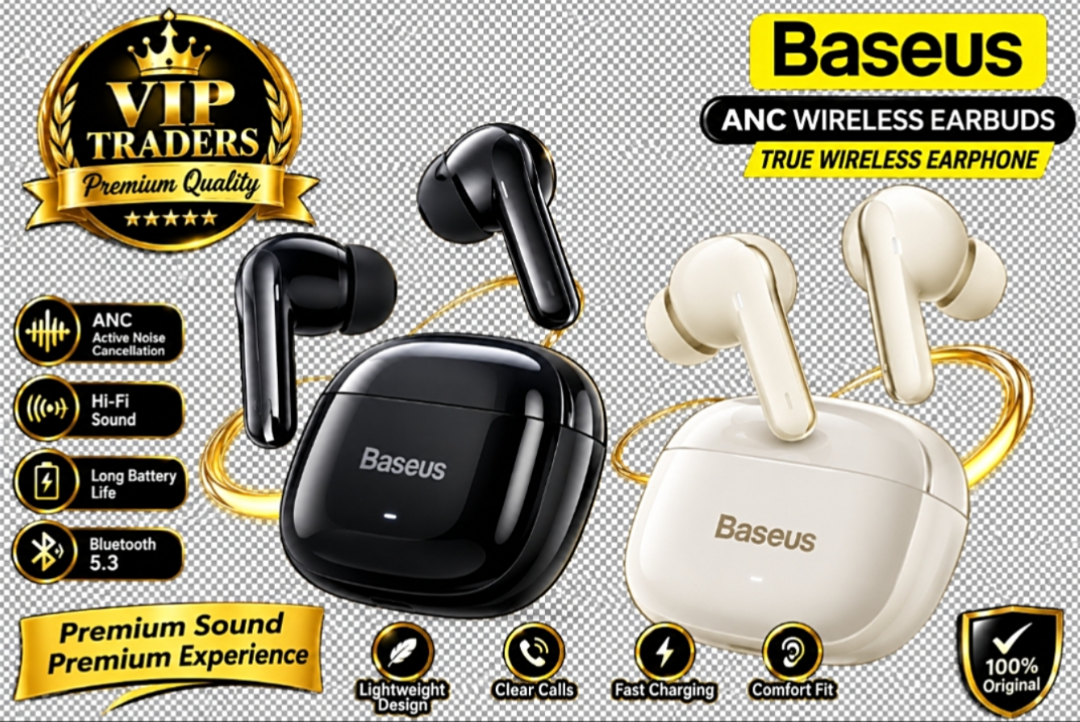 VIP
TRADERS
Premium Quality
Baseus
ANC WIRELESS EARBUDS
TRUE WIRELESS EARPHONE
ANC
Active Noise
Cancellation
Hi-Fi
Sound
Long Battery
Life
Bluetooth
5.3
Baseus
Baseus
Premium Sound
Premium Experience
Lightweight
Design
Clear Calls
Fast Charging
Comfort Fit
100%
Original